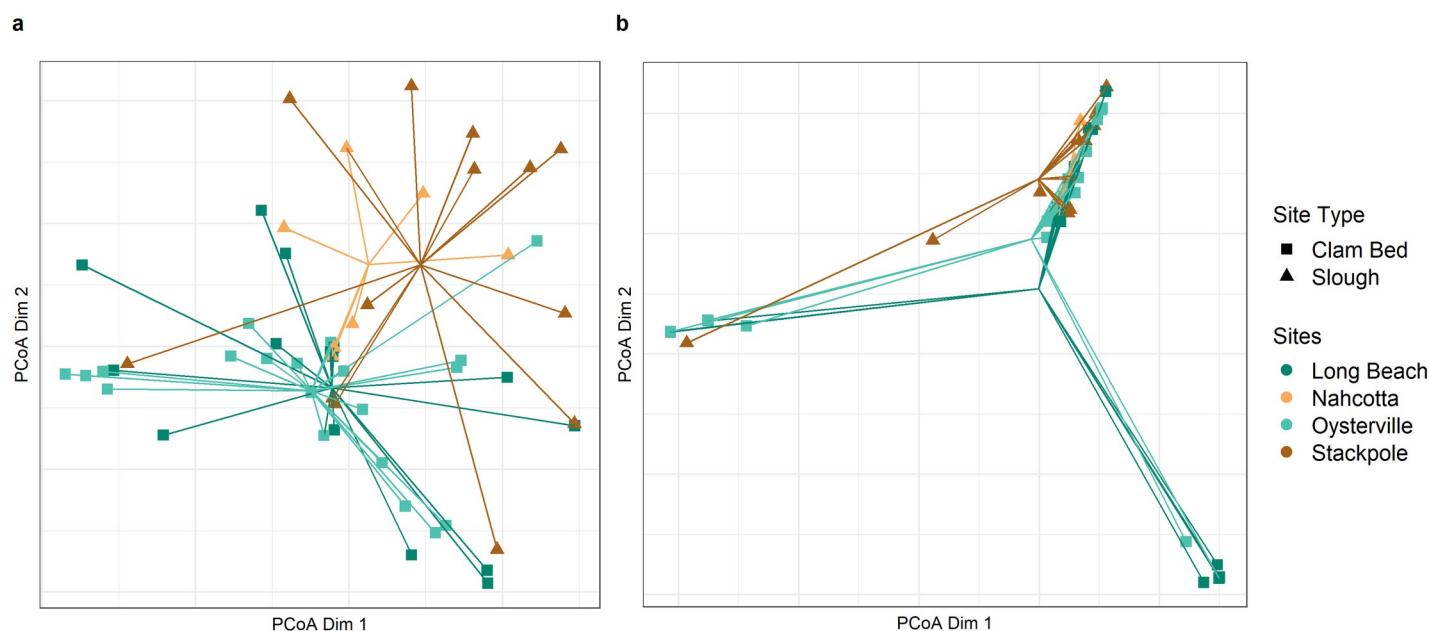 a
b
PCoA Dim 2
PCoA Dim 1
PCoA Dim 2
PCoA Dim 1
Site Type
Clam Bed
Slough
Sites
Long Beach
Nahcotta
Oysterville
Stackpole